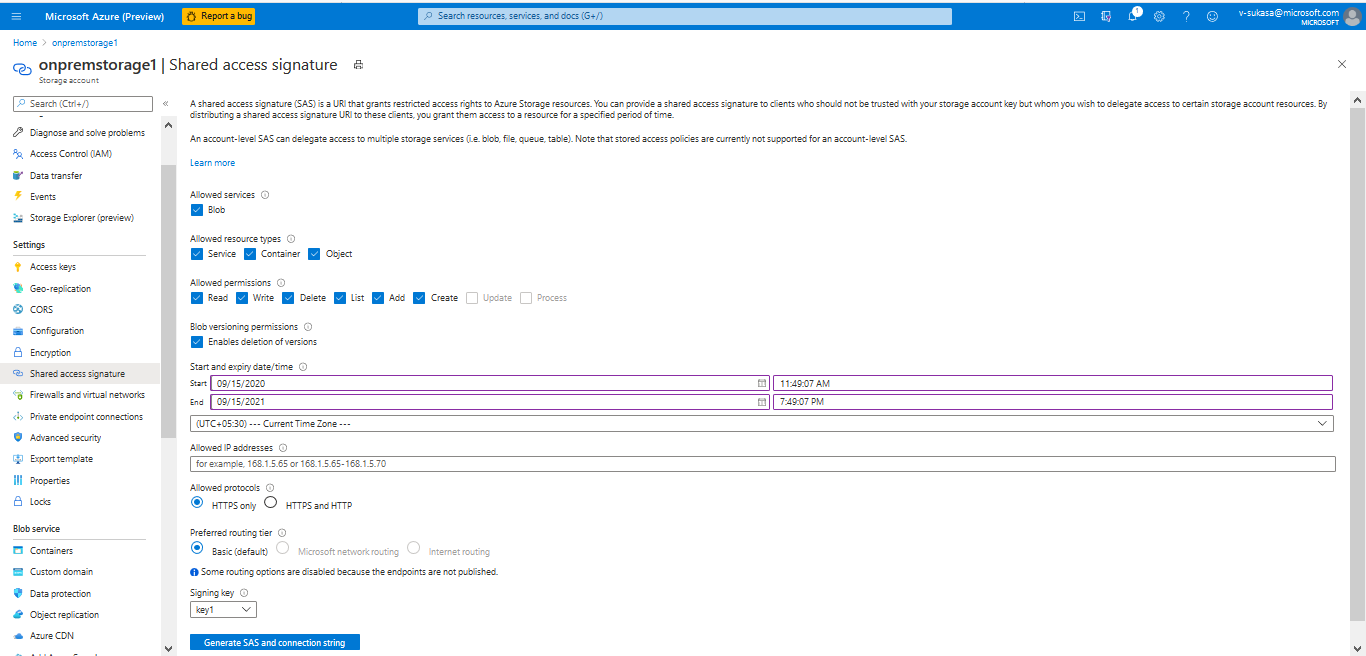 Microsoft Azure (Preview)
Report a bug
Search resources, services, and docs (G+/)
1
v-sukasa@microsoft.com
MICROSOFT
Home > onpremstorage1
onpremstorage1 | Shared access signature
Storage account
Search (Ctrl+/)
Diagnose and solve problems
Access Control (IAM)
Data transfer
Events
Storage Explorer (preview)
Settings
Access keys
Geo-replication
CORS
Configuration
Encryption
Shared access signature
Firewalls and virtual networks
Private endpoint connections
Advanced security
Export template
Properties
Locks
Blob service
Containers
Custom domain
Data protection
Object replication
Azure CDN
A shared access signature (SAS) is a URI that grants restricted access rights to Azure Storage resources. You can provide a shared access signature to clients who should not be trusted with your storage account key but whom you wish to delegate access to certain storage account resources. By
distributing a shared access signature URI to these clients, you grant them access to a resource for a specified period of time.
An account-level SAS can delegate access to multiple storage services (i.e. blob, file, queue, table). Note that stored access policies are currently not supported for an account-level SAS.
Learn more
Allowed services
Blob
Allowed resource types
Service Container Object
Allowed permissions
Read Write Delete List Add Create Update Process
Blob versioning permissions
Enables deletion of versions
Start and expiry date/time
Start 09/15/2020 11:49:07 AM
End 09/15/2021 7:49:07 PM
(UTC+05:30) --- Current Time Zone ---
Allowed IP addresses
for example, 168.1.5.65 or 168.1.5.65-168.1.5.70
Allowed protocols
HTTPS only HTTPS and HTTP
Preferred routing tier
Basic (default) Microsoft network routing Internet routing
Some routing options are disabled because the endpoints are not published.
Signing key
key1
Generate SAS and connection string